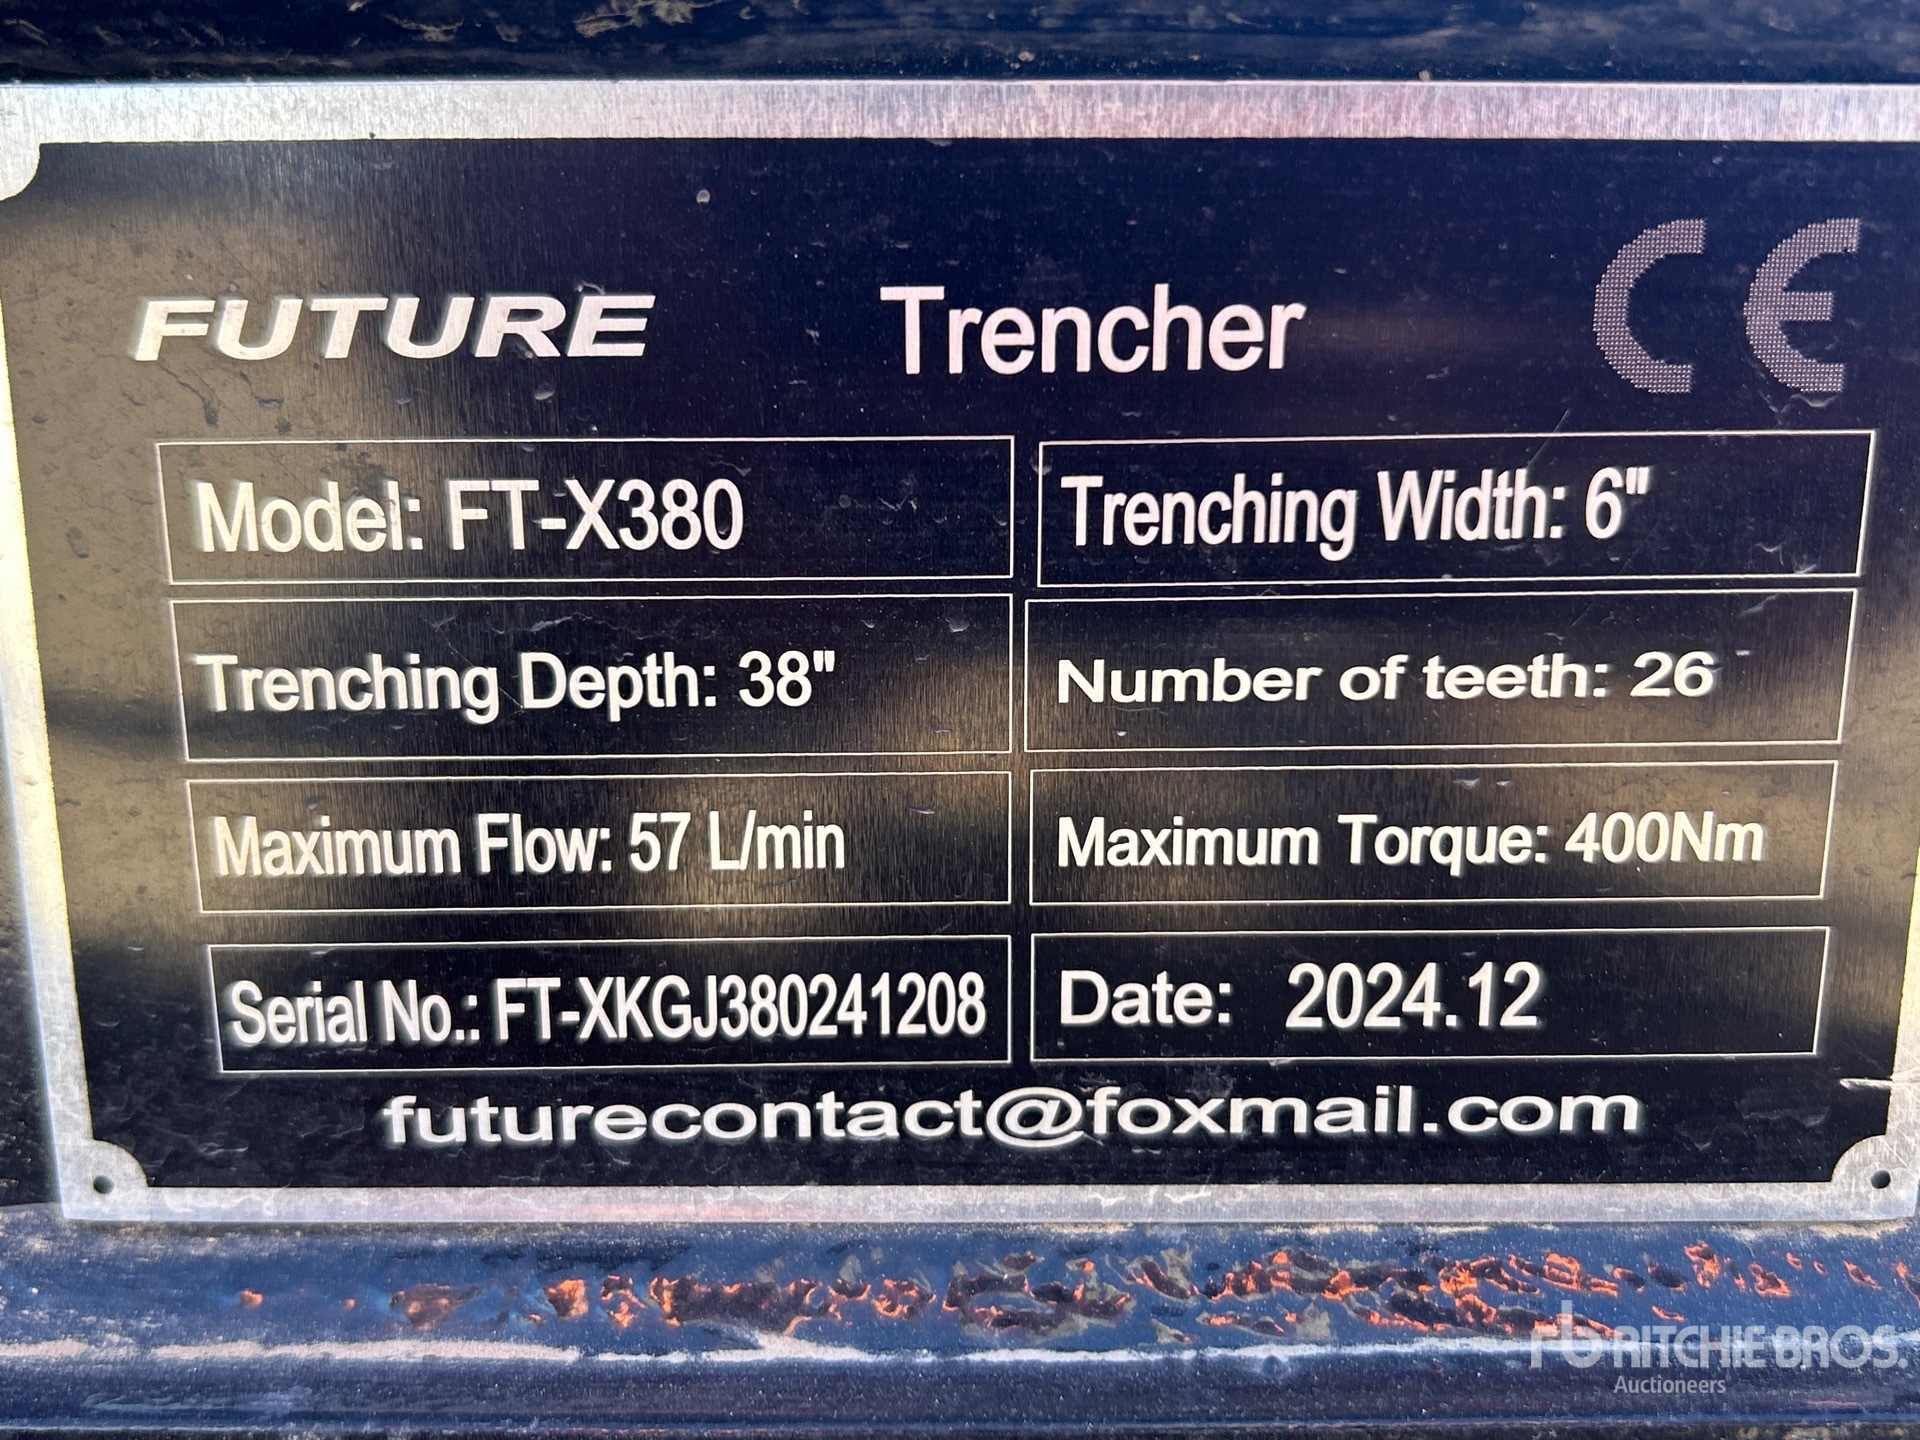 FUTURE Trencher CE
Model: FT-X380 Trenching Width: 6"
Trenching Depth: 38" Number of teeth: 26
Maximum Flow: 57 L/min Maximum Torque: 400Nm
Serial No.: FT-XKGJ380241208 Date: 2024.12
futurecontact@foxmail.com
rb RITCHIE BROS.
Auctioneers